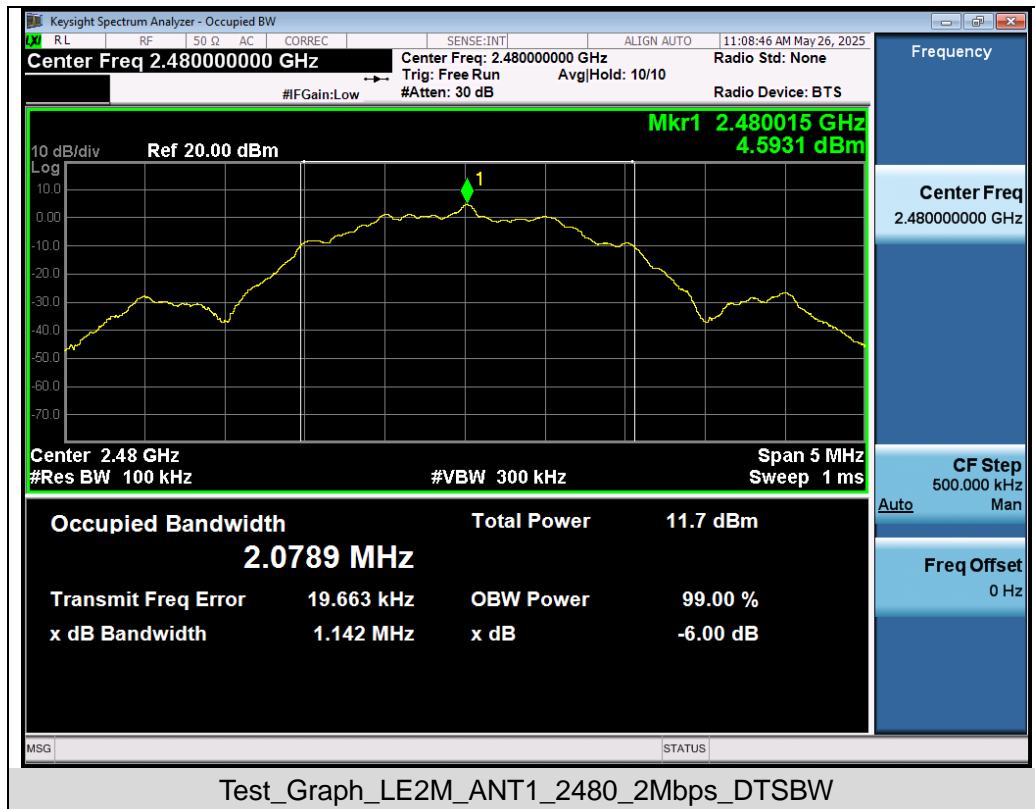 Keysight Spectrum Analyzer - Occupied BW
LXI RL RF 50 Ω AC CORREC SENSE:INT ALIGN AUTO 11:08:46 AM May 26, 2025
Center Freq 2.480000000 GHz
Center Freq: 2.480000000 GHz
Radio Std: None
Trig: Free Run Avg|Hold: 10/10
#IFGain:Low #Atten: 30 dB Radio Device: BTS
Mkr1 2.480015 GHz
4.5931 dBm
10 dB/div Ref 20.00 dBm
Log
1
10.0
0.00
-10.0
-20.0
-30.0
-40.0
-50.0
-60.0
-70.0
Center 2.48 GHz Span 5 MHz
#Res BW 100 kHz #VBW 300 kHz Sweep 1 ms
Occupied Bandwidth Total Power 11.7 dBm
2.0789 MHz
Transmit Freq Error 19.663 kHz OBW Power 99.00 %
x dB Bandwidth 1.142 MHz x dB -6.00 dB
MSG STATUS
Frequency
Center Freq
2.480000000 GHz
CF Step
500.000 kHz
Auto Man
Freq Offset
0 Hz
Test_Graph_LE2M_ANT1_2480_2Mbps_DTSBW